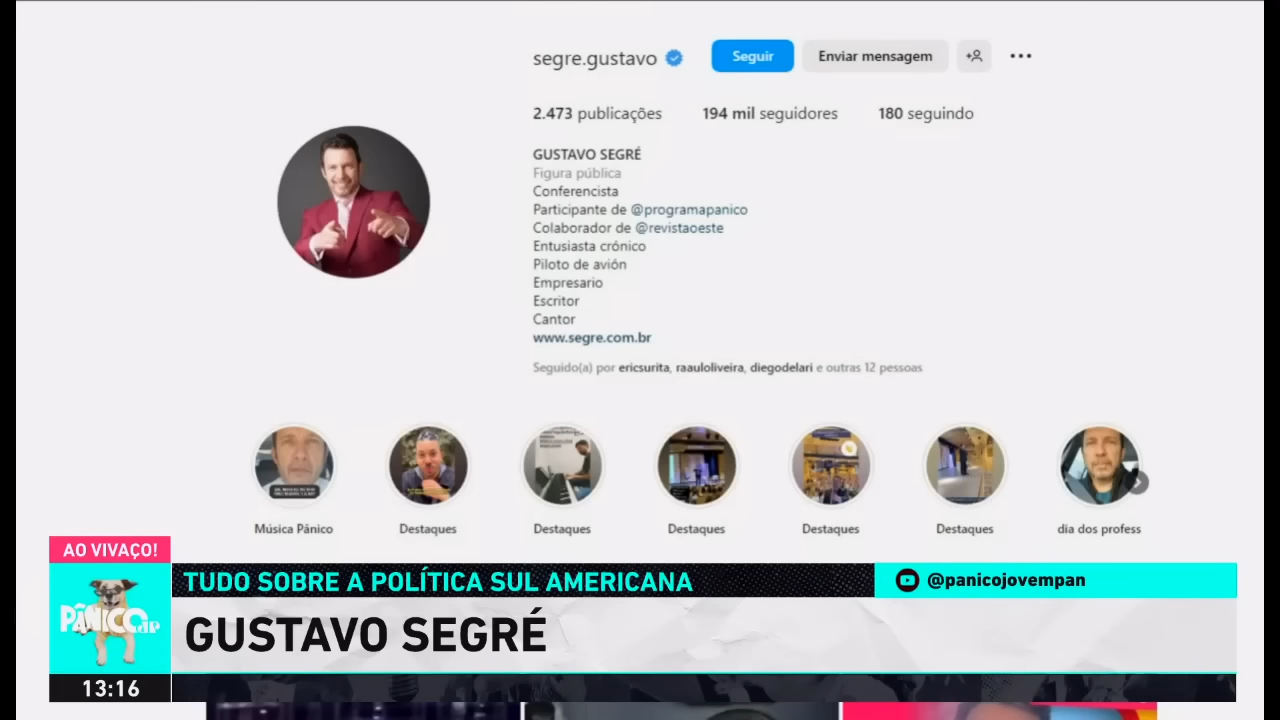 segre.gustavo
Seguir
Enviar mensagem
2.473 publicações
194 mil seguidores
180 seguindo
GUSTAVO SEGRÉ
Figura pública
Conferencista
Participante de @programapanico
Colaborador de @revistaoeste
Entusiasta crónico
Piloto de avión
Empresario
Escritor
Cantor
www.segre.com.br
Seguido(a) por ericsurita, raauloliveira, diegodelari e outras 12 pessoas
Música Pânico
Destaques
Destaques
Destaques
Destaques
Destaques
dia dos profess
AO VIVAÇO!
TUDO SOBRE A POLÍTICA SUL AMERICANA
@panicojovempan
PÂNICO JP
GUSTAVO SEGRÉ
13:16